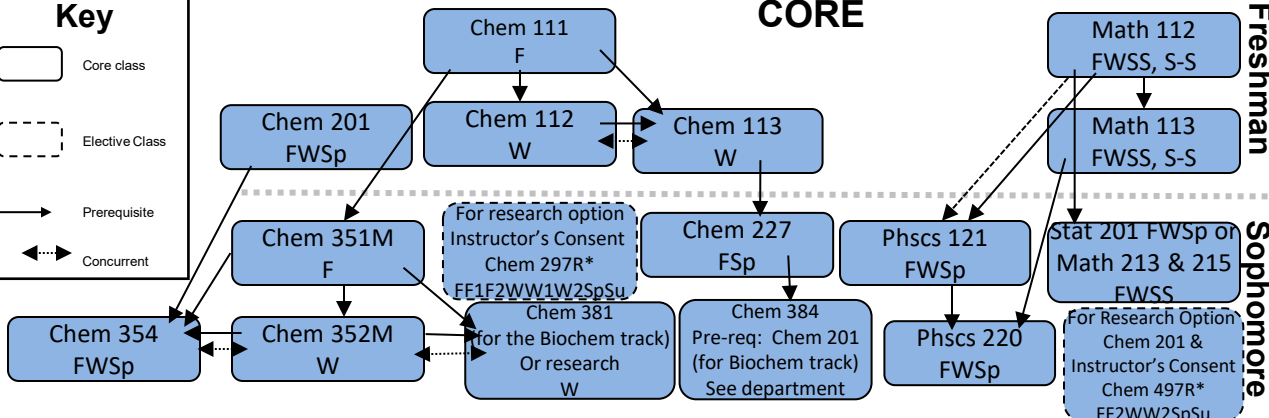 Key
Core class
Elective Class
Prerequisite
Concurrent
CORE
Freshman
Sophomore
Chem 111
F
Math 112
FWSS, S-S
Chem 201
FWSp
Chem 112
W
Chem 113
W
Math 113
FWSS, S-S
Chem 351M
F
For research option
Instructor's Consent
Chem 297R*
FF1F2WW1W2SpSu
Chem 227
FSp
Phscs 121
FWSp
Stat 201 FWSp or
Math 213 & 215
FWSS
Chem 354
FWSp
Chem 352M
W
Chem 381
(for the Biochem track)
Or research
W
Chem 384
Pre-req: Chem 201
(for Biochem track)
See department
Phscs 220
FWSp
For Research Option
Chem 201 &
Instructor's Consent
Chem 497R*
FF2WW2SpSu